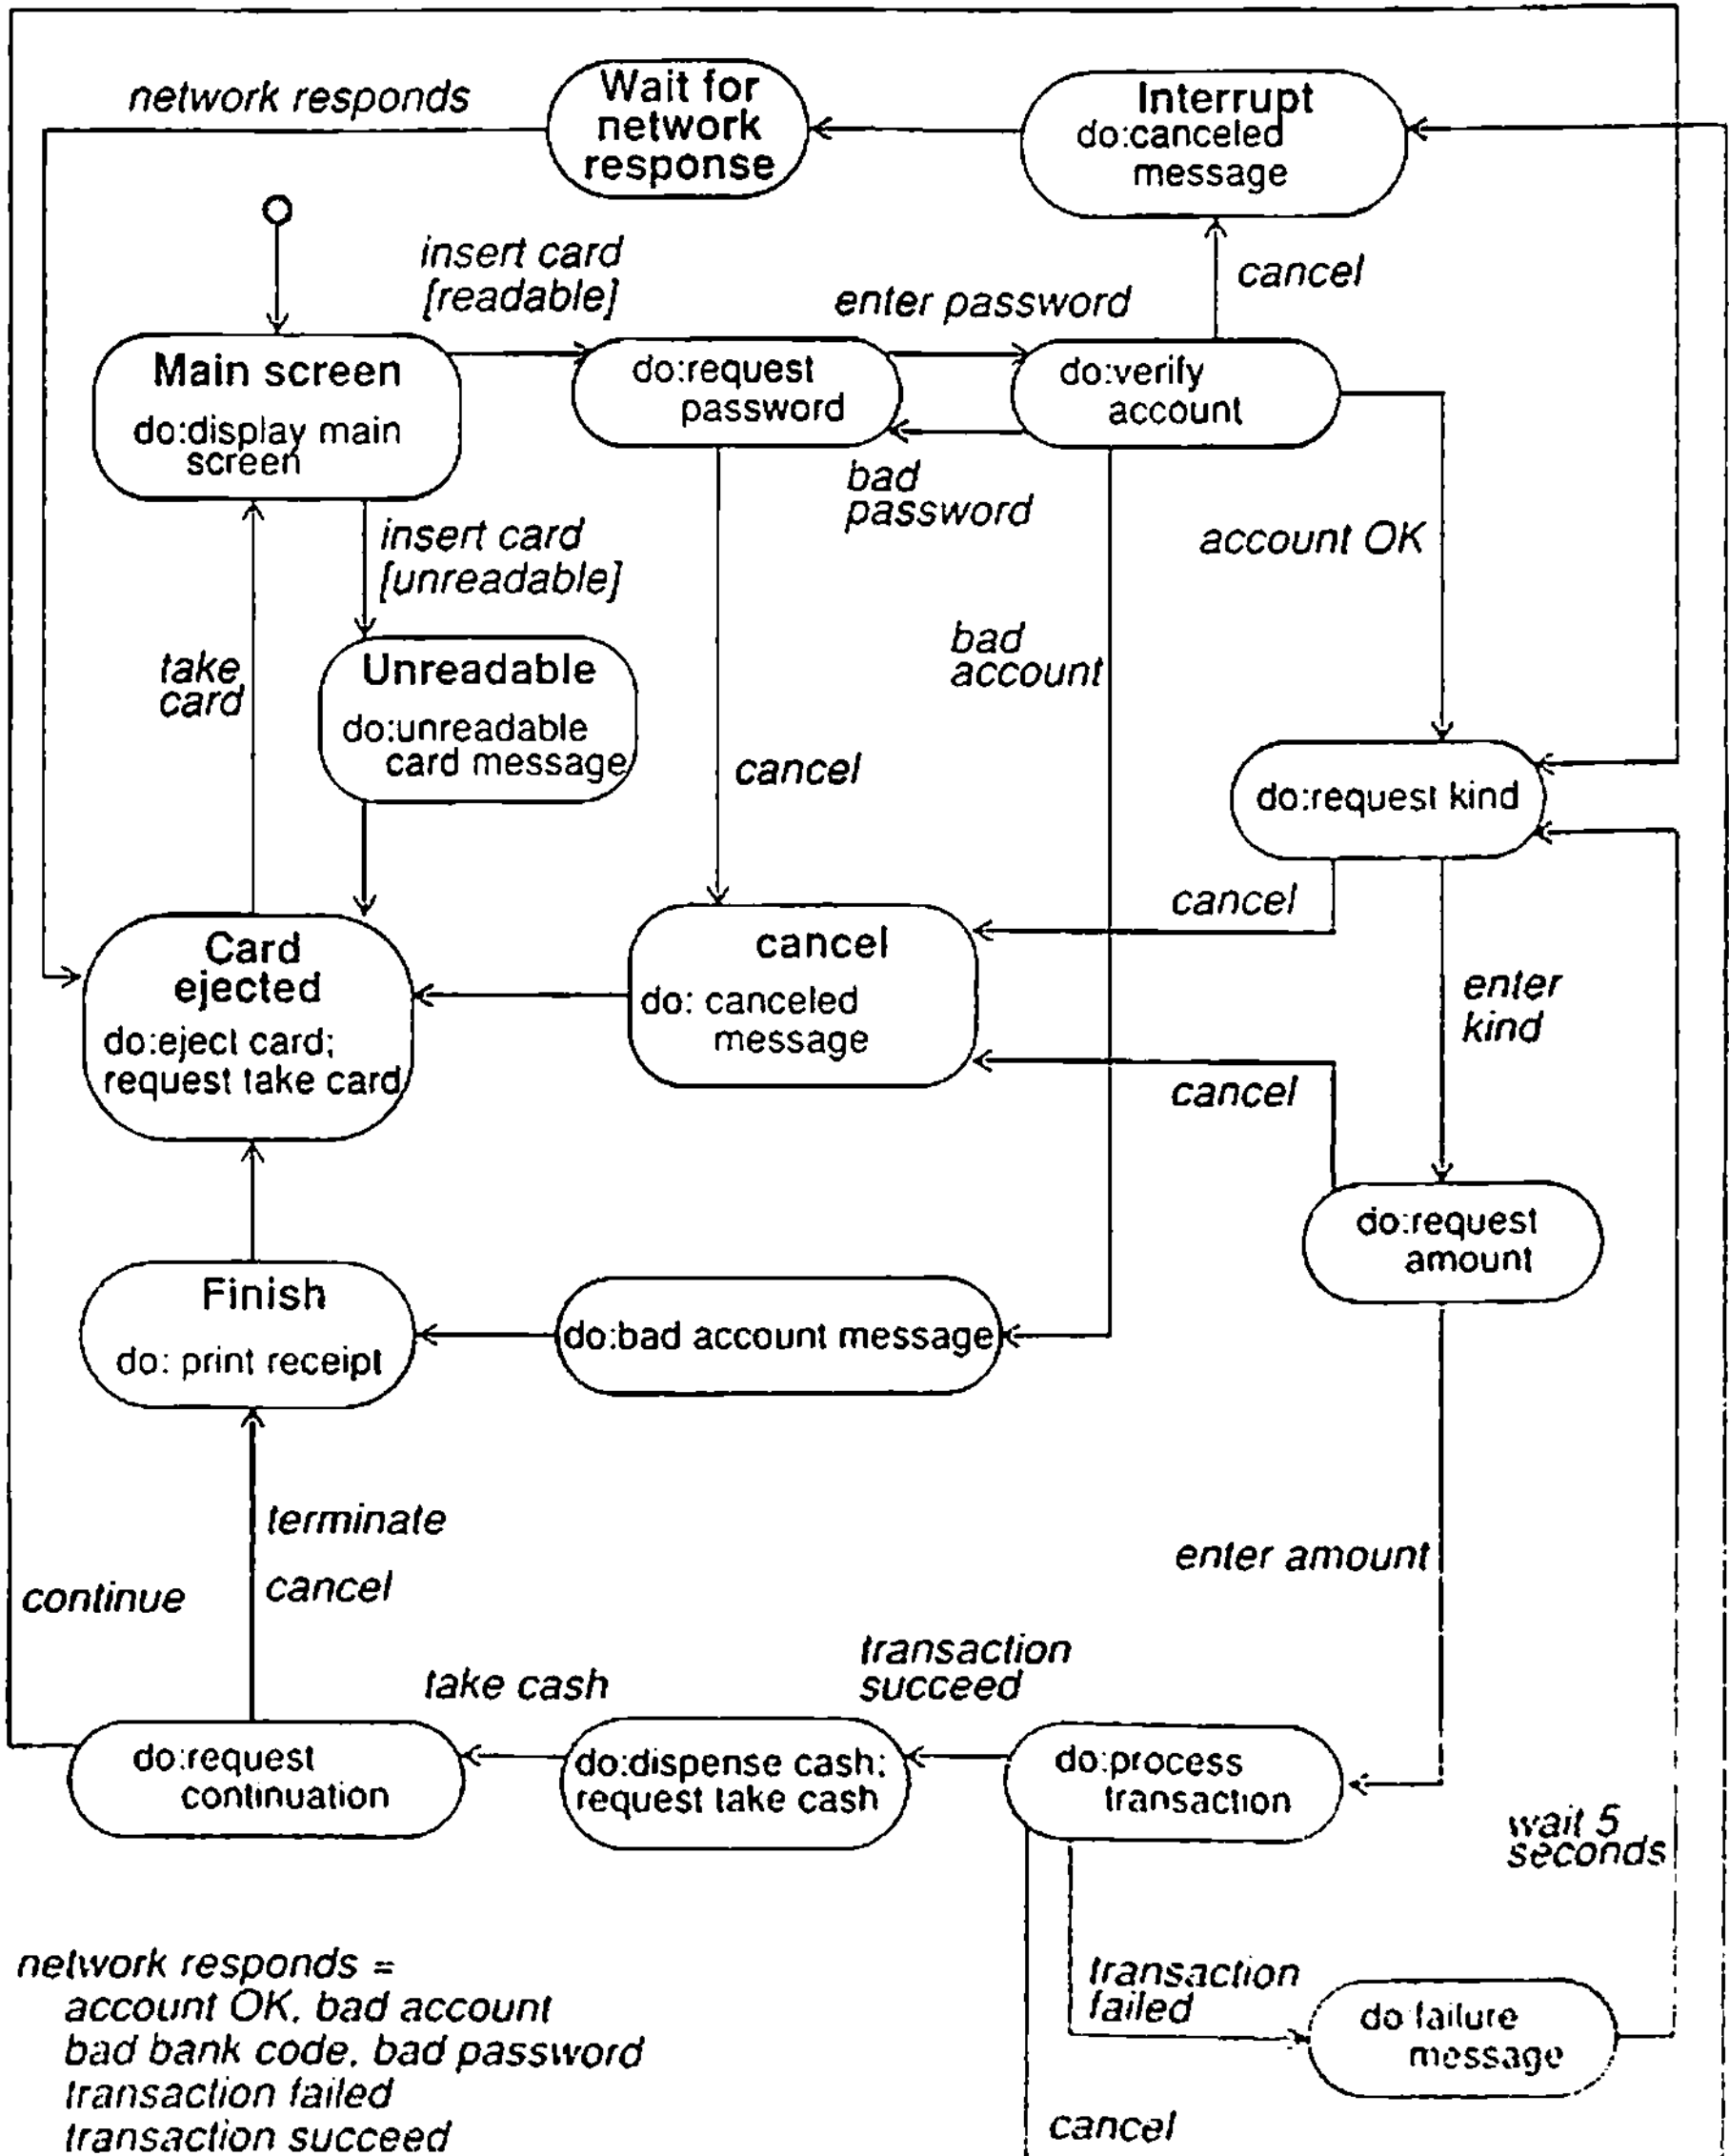 network responds
Wait for
network
response
Interrupt
do:canceled
message
insert card
[readable]
enter password
cancel
Main screen
do:display main
screen
do:request
password
do:verify
account
bad
password
insert card
[unreadable]
account OK
take
card
Unreadable
do:unreadable
card message
bad
account
cancel
do:request kind
cancel
Card
ejected
do:eject card;
request take card
cancel
do: canceled
message
enter
kind
cancel
do:request
amount
Finish
do: print receipt
do:bad account message
terminate
cancel
continue
enter amount
take cash
transaction
succeed
do:request
continuation
do:dispense cash;
request take cash
do:process
transaction
wait 5
seconds
network responds =
account OK, bad account
bad bank code, bad password
transaction failed
transaction succeed
transaction
failed
do failure
message
cancel